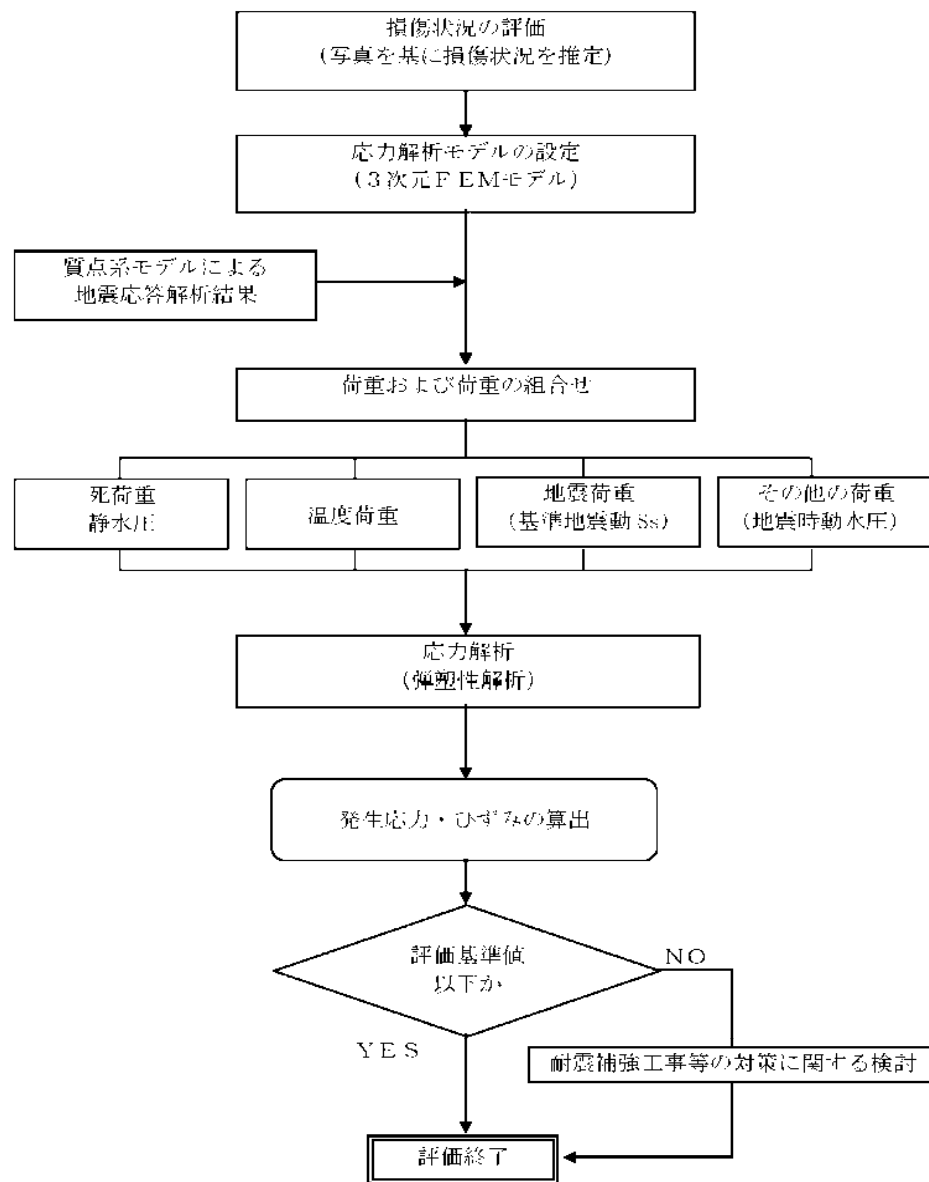 損傷状況の評価
(写真を基に損傷状況を推定)
応力解析モデルの設定
(３次元ＦＥＭモデル)
質点系モデルによる
地震応答解析結果
荷重および荷重の組合せ
死荷重
静水圧
温度荷重
地震荷重
(基準地震動 Ss)
その他の荷重
(地震時動水圧)
応力解析
(弾塑性解析)
発生応力・ひずみの算出
評価基準値
以下か
ＮＯ
ＹＥＳ
耐震補強工事等の対策に関する検討
評価終了